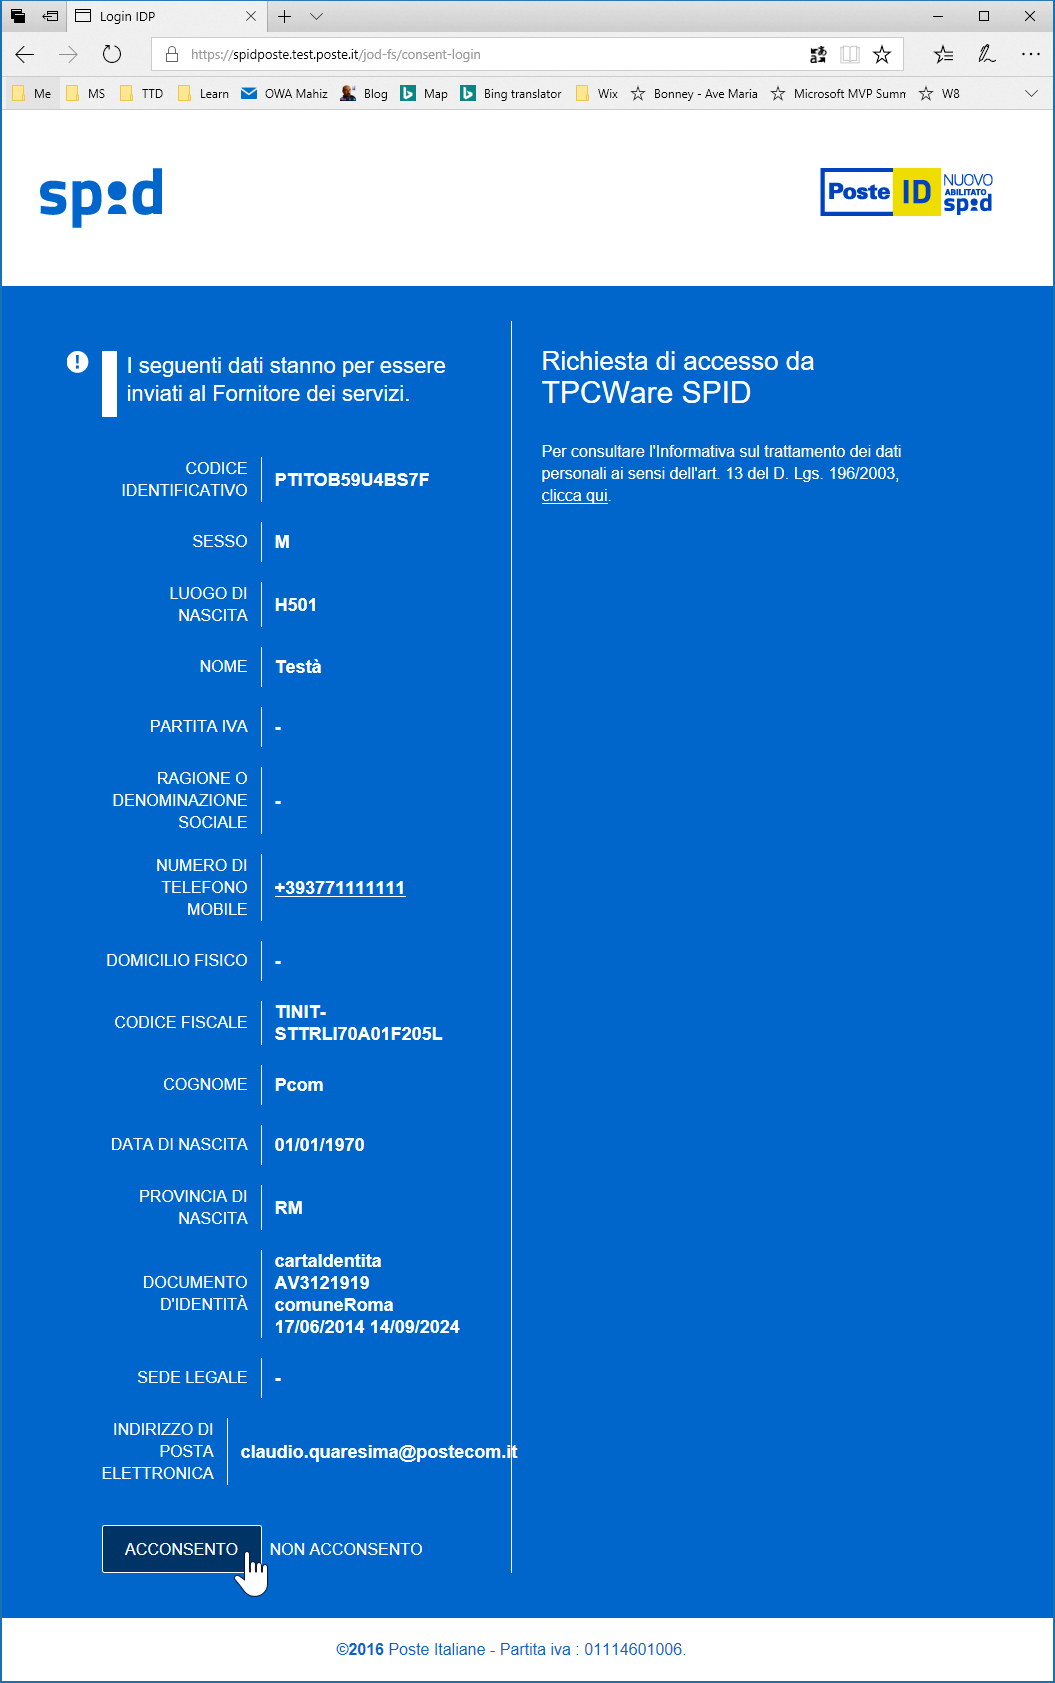 Login IDP
https://spidposte.test.poste.it/jod-fs/consent-login
Me MS TTD Learn OWA Mahiz Blog Map Bing translator Wix Bonney - Ave Maria Microsoft MVP Summ W8
spid
Poste ID NUOVO
ABILITATO
spid
I seguenti dati stanno per essere
inviati al Fornitore dei servizi.
CODICE
IDENTIFICATIVO
PTITOB59U4BS7F
SESSO
M
LUOGO DI
NASCITA
H501
NOME
Testà
PARTITA IVA
-
RAGIONE O
DENOMINAZIONE
SOCIALE
-
NUMERO DI
TELEFONO
MOBILE
+393771111111
DOMICILIO FISICO
-
CODICE FISCALE
TINIT-
STTRLI70A01F205L
COGNOME
Pcom
DATA DI NASCITA
01/01/1970
PROVINCIA DI
NASCITA
RM
DOCUMENTO
D'IDENTITÀ
cartaIdentita
AV3121919
comuneRoma
17/06/2014 14/09/2024
SEDE LEGALE
-
INDIRIZZO DI
POSTA
ELETTRONICA
claudio.quaresima@postecom.it
ACCONSENTO
NON ACCONSENTO
Richiesta di accesso da
TPCWare SPID
Per consultare l'Informativa sul trattamento dei dati
personali ai sensi dell'art. 13 del D. Lgs. 196/2003,
clicca qui.
©2016 Poste Italiane - Partita iva : 01114601006.